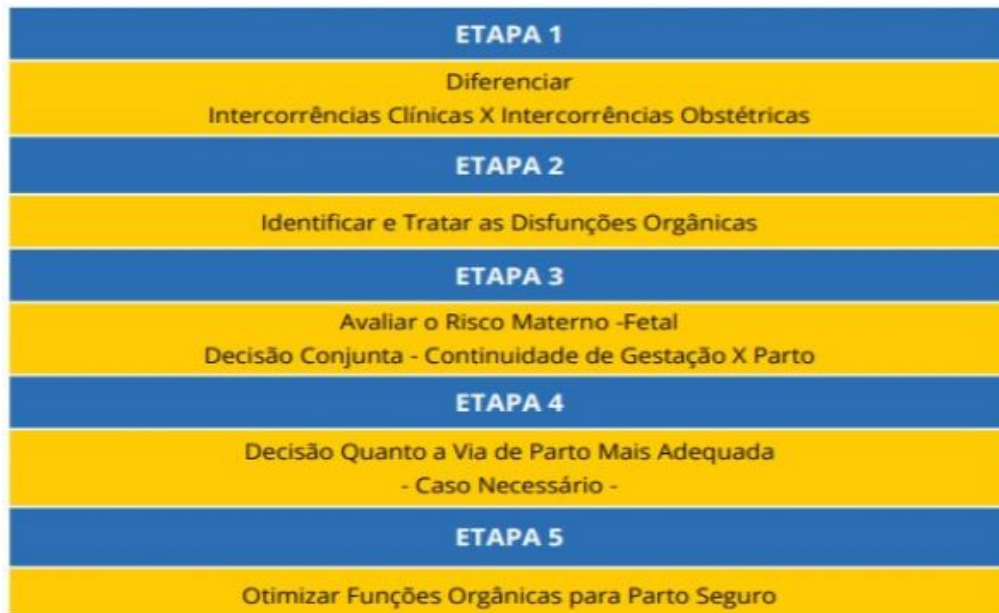 ETAPA 1
Diferenciar
Intercorrências Clínicas X Intercorrências Obstétricas
ETAPA 2
Identificar e Tratar as Disfunções Orgânicas
ETAPA 3
Avaliar o Risco Materno -Fetal
Decisão Conjunta - Continuidade de Gestação X Parto
ETAPA 4
Decisão Quanto a Via de Parto Mais Adequada
- Caso Necessário -
ETAPA 5
Otimizar Funções Orgânicas para Parto Seguro